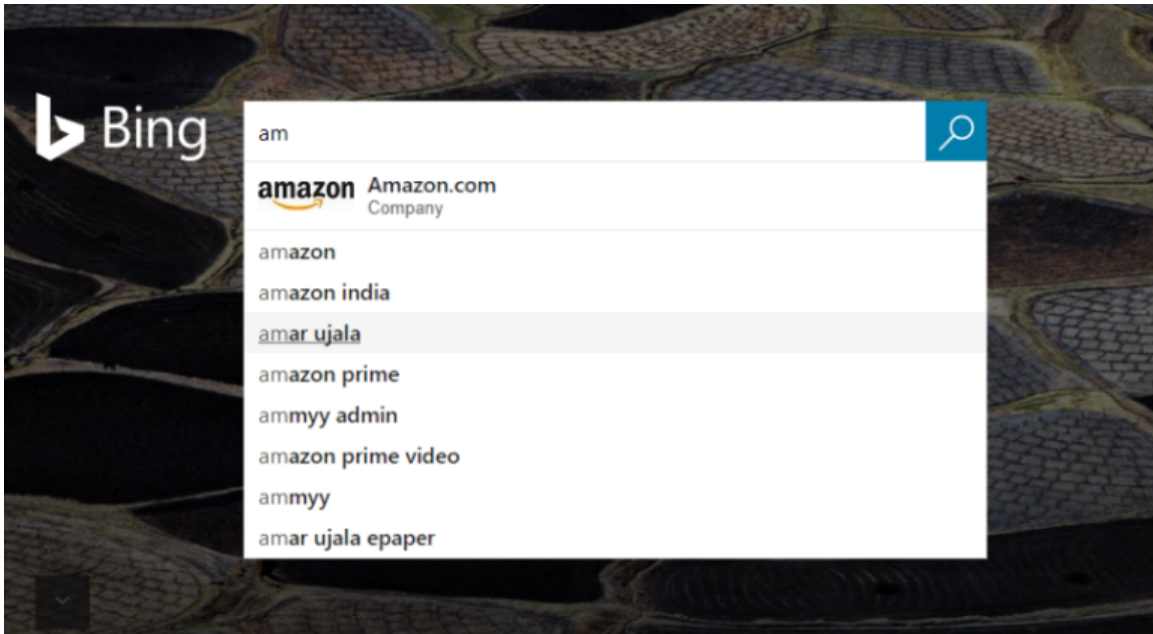 Bing
am
amazon Amazon.com
Company
amazon
amazon india
amar ujala
amazon prime
ammyy admin
amazon prime video
ammyy
amar ujala epaper